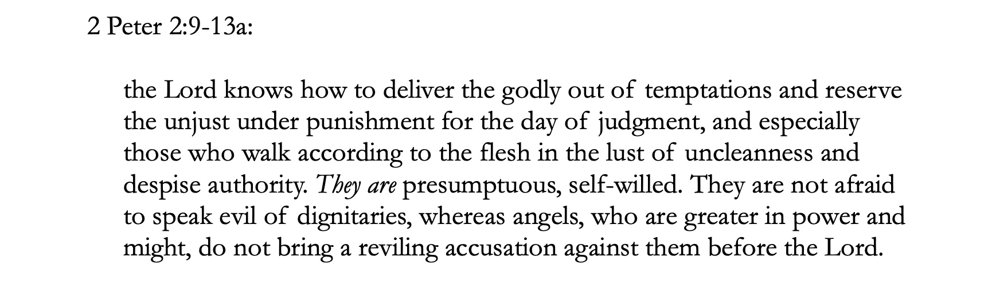 2 Peter 2:9-13a:
the Lord knows how to deliver the godly out of temptations and reserve
the unjust under punishment for the day of judgment, and especially
those who walk according to the flesh in the lust of uncleanness and
despise authority. They are presumptuous, self-willed. They are not afraid
to speak evil of dignitaries, whereas angels, who are greater in power and
might, do not bring a reviling accusation against them before the Lord.